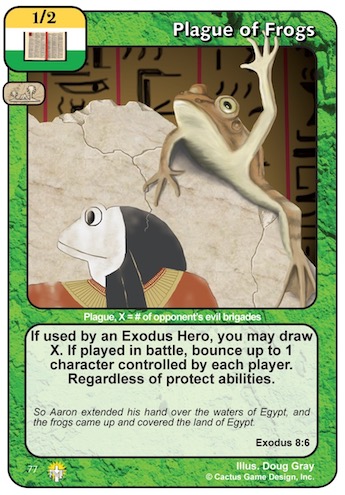 1/2
Plague of Frogs
Plague, X = # of opponent's evil brigades
If used by an Exodus Hero, you may draw
X. If played in battle, bounce up to 1
character controlled by each player.
Regardless of protect abilities.
So Aaron extended his hand over the waters of Egypt, and
the frogs came up and covered the land of Egypt.
Exodus 8:6
77
Illus. Doug Gray
© Cactus Game Design, Inc.